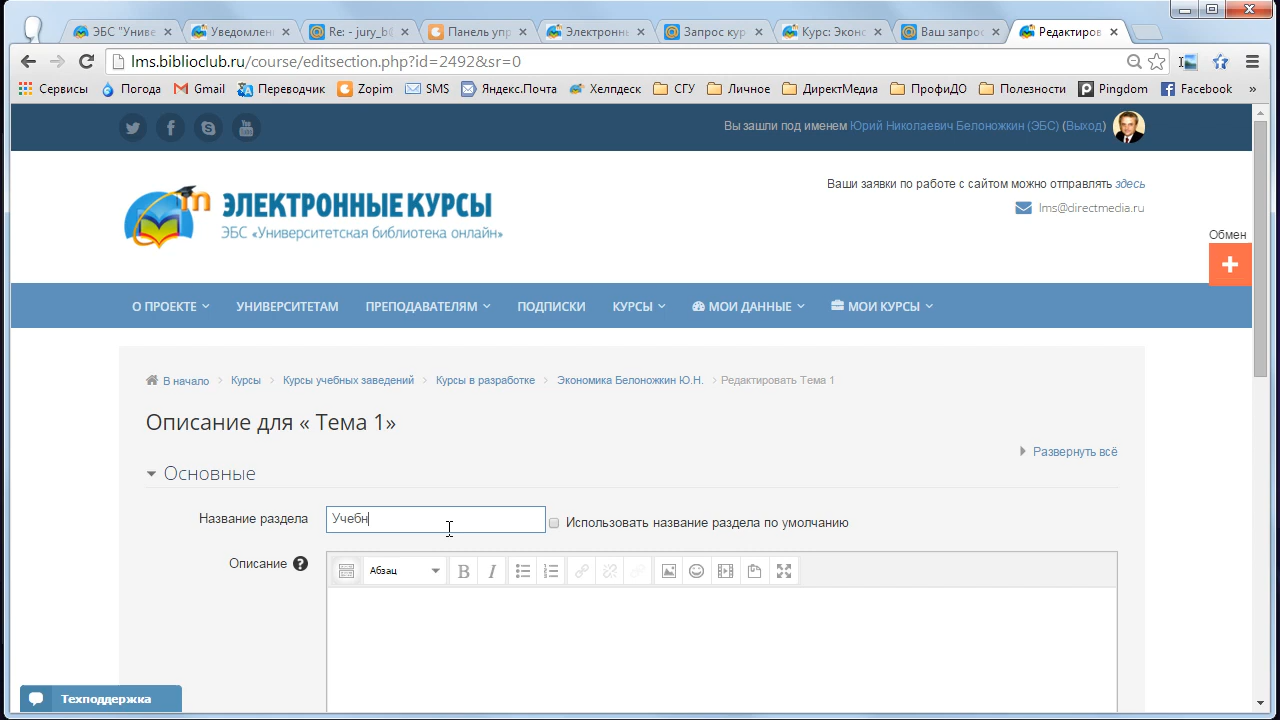 ЭБС "Униве
Уведомлен
Re: - jury_b@
Панель упр
Электронны
Запрос кур
Курс: Эконо
Ваш запрос
Редактиров
lms.biblioclub.ru/course/editsection.php?id=2492&sr=0
Сервисы
Погода
Gmail
Переводчик
Zopim
SMS
Яндекс.Почта
Хелпдеск
СГУ
Личное
ДиректМедиа
ПрофиДО
Полезности
Pingdom
Facebook
»
Вы зашли под именем Юрий Николаевич Белоножкин (ЭБС) (Выход)
ЭЛЕКТРОННЫЕ КУРСЫ
ЭБС «Университетская библиотека онлайн»
Ваши заявки по работе с сайтом можно отправлять здесь
lms@directmedia.ru
Обмен
О ПРОЕКТЕ
УНИВЕРСИТЕТАМ
ПРЕПОДАВАТЕЛЯМ
ПОДПИСКИ
КУРСЫ
МОИ ДАННЫЕ
МОИ КУРСЫ
В начало
Курсы
Курсы учебных заведений
Курсы в разработке
Экономика Белоножкин Ю.Н.
Редактировать Тема 1
Описание для « Тема 1»
Развернуть всё
Основные
Название раздела
Учебн
Использовать название раздела по умолчанию
Описание
Абзац
B
I
Техподдержка